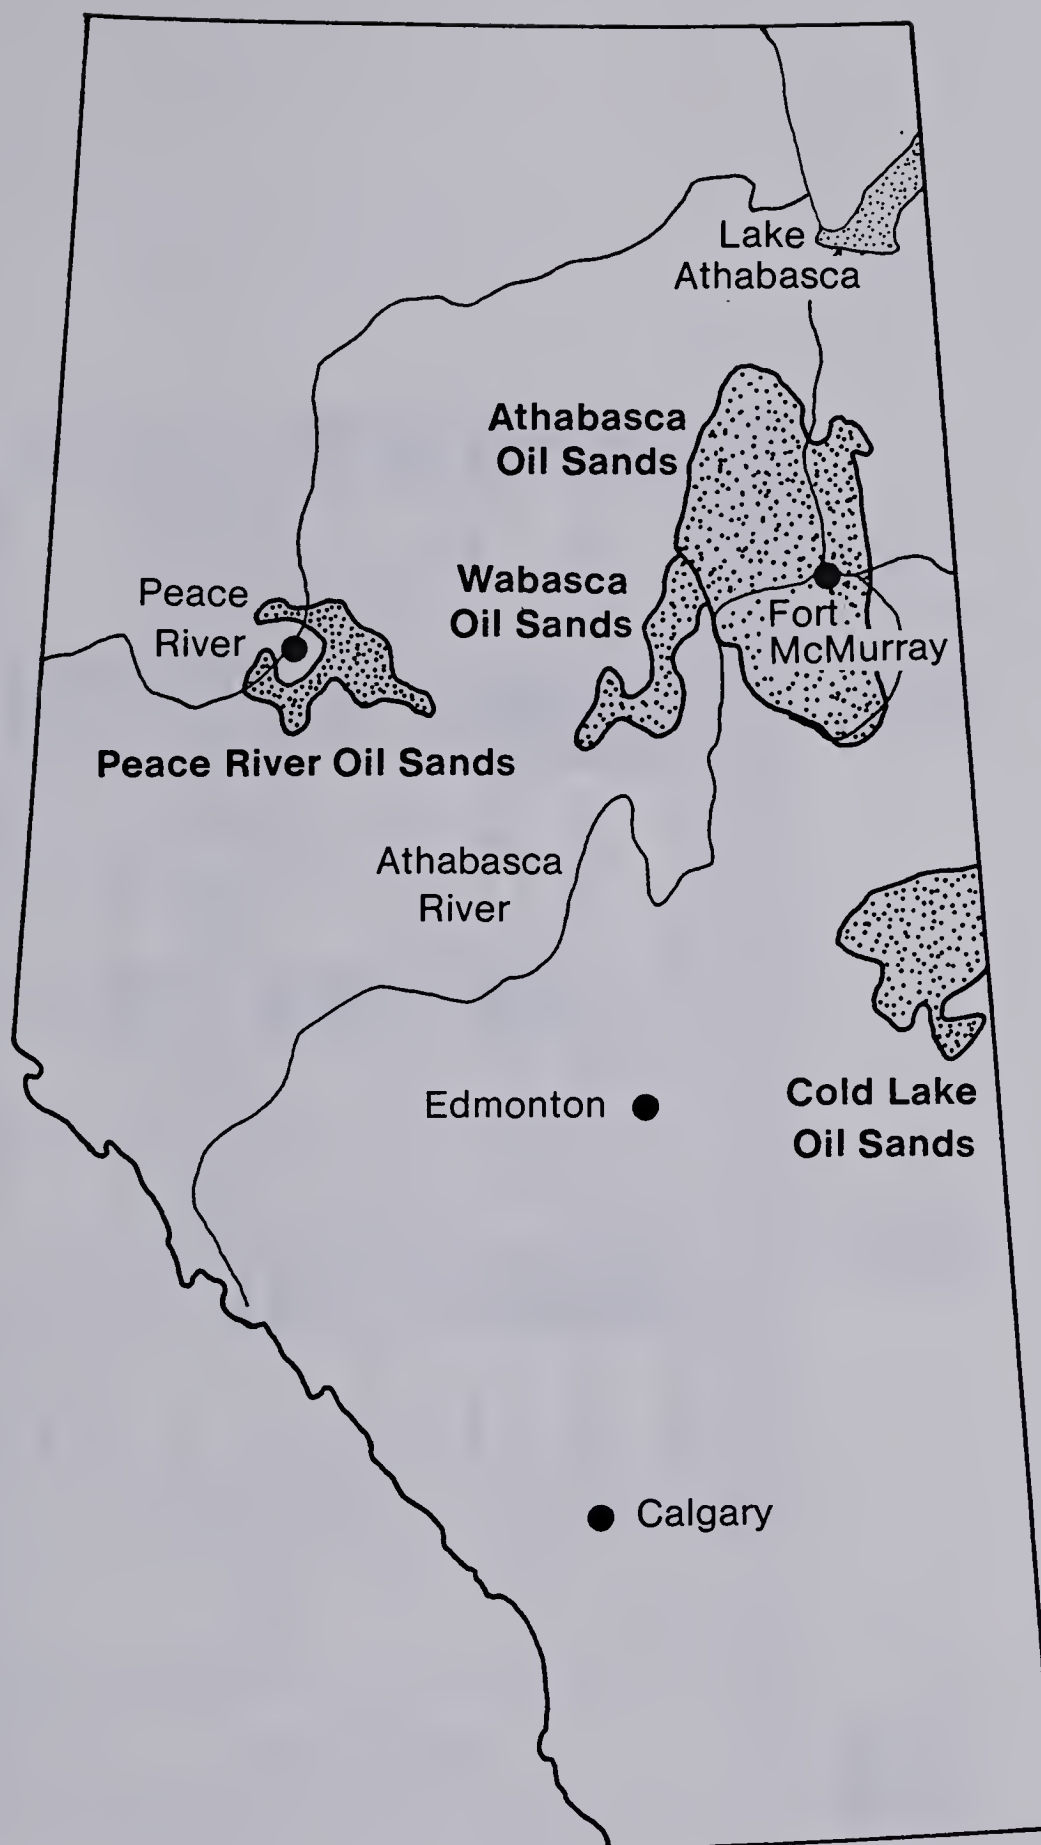 Lake
Athabasca
Athabasca
Oil Sands
Wabasca
Oil Sands
Peace
River
Fort
McMurray
Peace River Oil Sands
Athabasca
River
Cold Lake
Oil Sands
Edmonton
Calgary